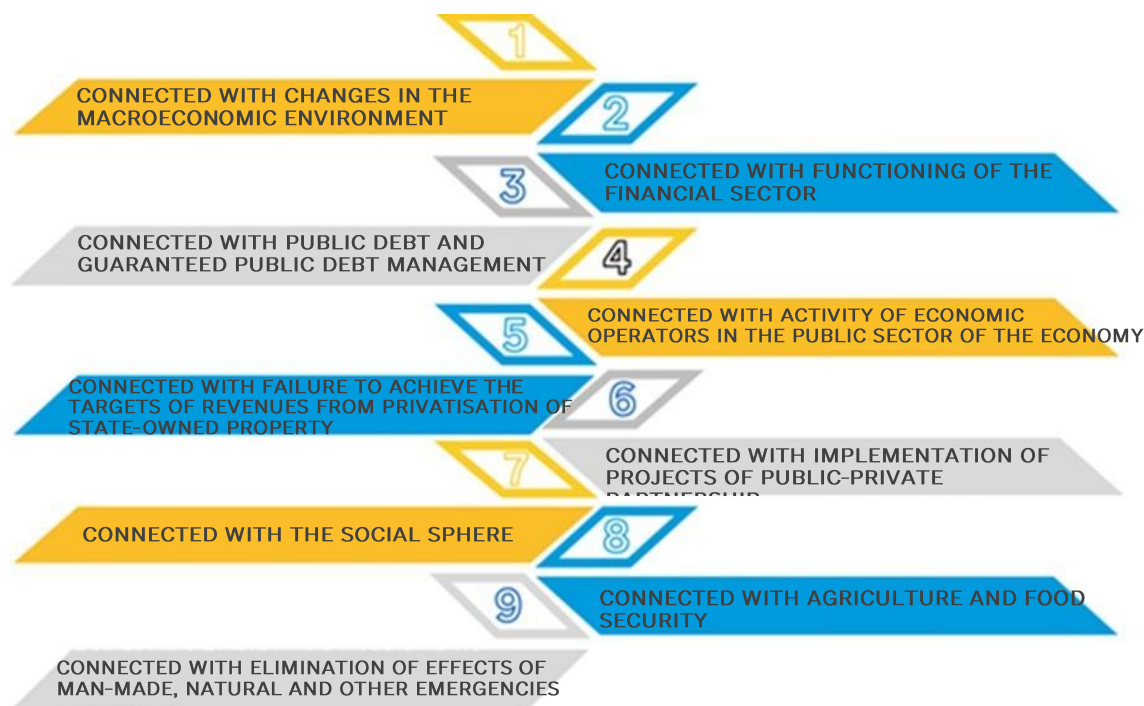 1
CONNECTED WITH CHANGES IN THE
MACROECONOMIC ENVIRONMENT
2
CONNECTED WITH FUNCTIONING OF THE
FINANCIAL SECTOR
3
CONNECTED WITH PUBLIC DEBT AND
GUARANTEED PUBLIC DEBT MANAGEMENT
4
CONNECTED WITH ACTIVITY OF ECONOMIC
OPERATORS IN THE PUBLIC SECTOR OF THE ECONOMY
5
CONNECTED WITH FAILURE TO ACHIEVE THE
TARGETS OF REVENUES FROM PRIVATISATION OF
STATE-OWNED PROPERTY
6
CONNECTED WITH IMPLEMENTATION OF
PROJECTS OF PUBLIC-PRIVATE
7
CONNECTED WITH THE SOCIAL SPHERE
8
CONNECTED WITH AGRICULTURE AND FOOD
SECURITY
9
CONNECTED WITH ELIMINATION OF EFFECTS OF
MAN-MADE, NATURAL AND OTHER EMERGENCIES